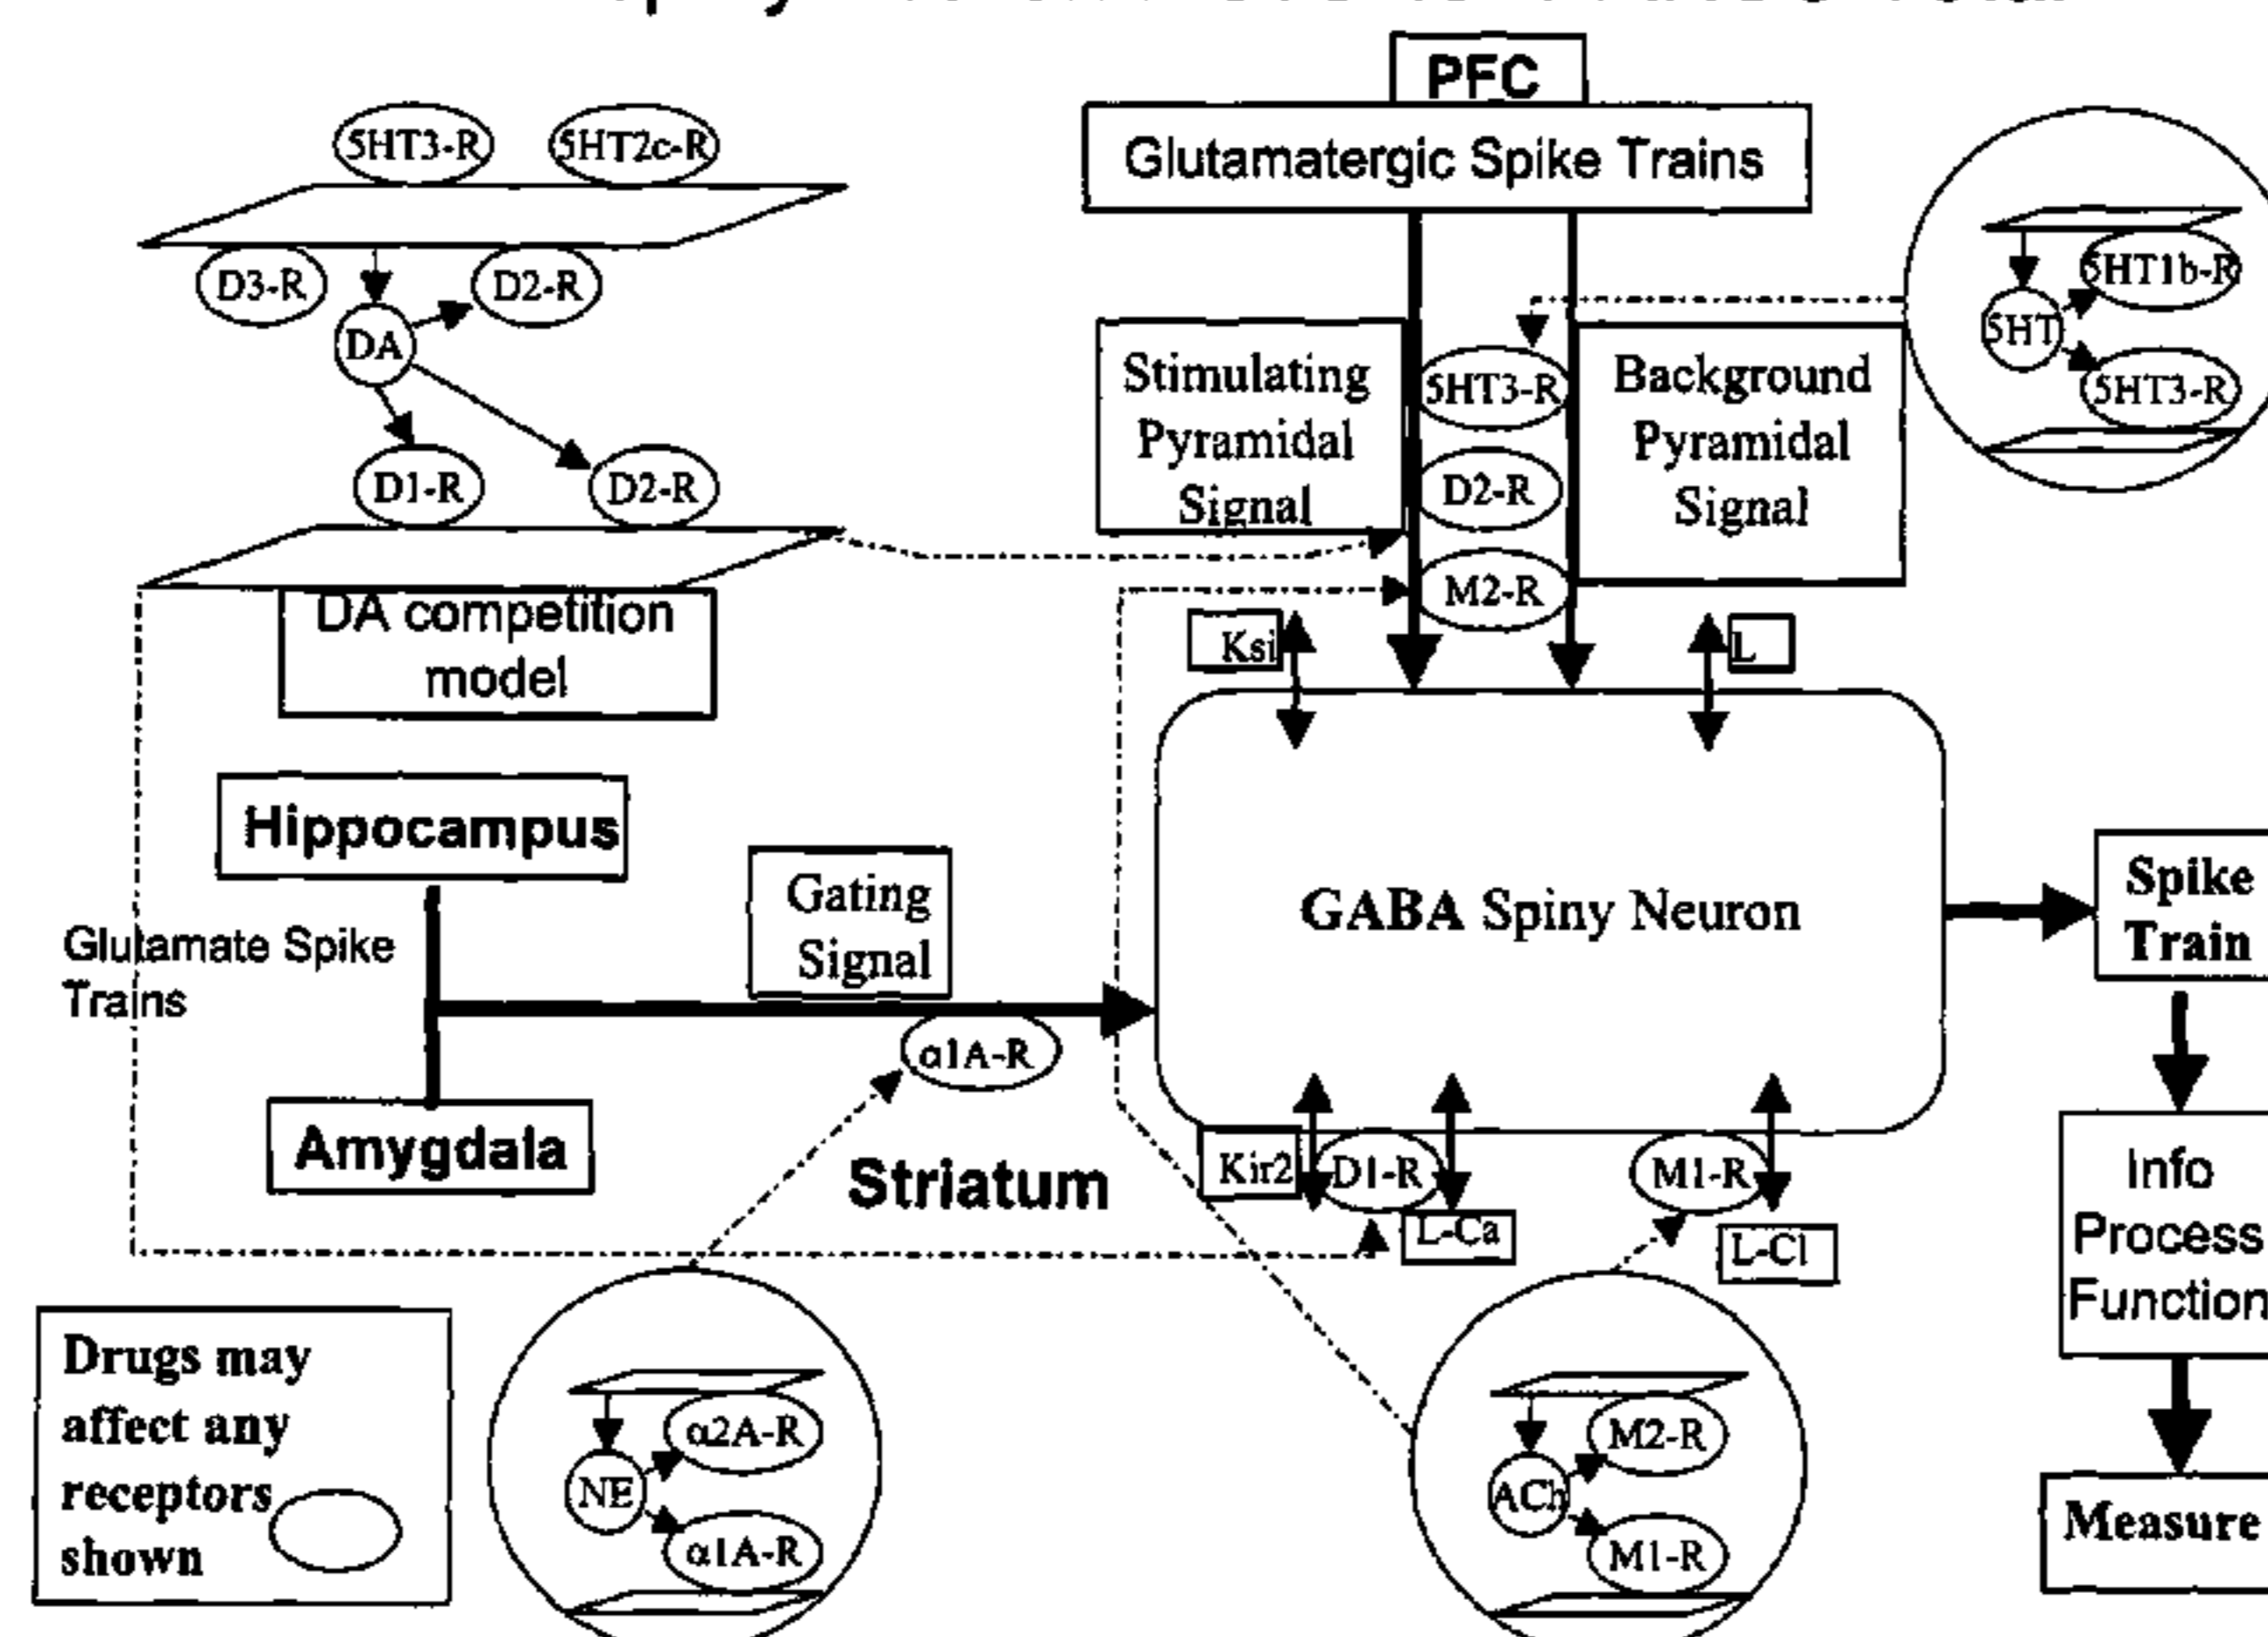 PFC
Glutamatergic Spike Trains
5HT3-R
5HT2c-R
D3-R
D2-R
DA
D1-R
D2-R
DA competition
model
Stimulating
Pyramidal
Signal
5HT3-R
D2-R
M2-R
Background
Pyramidal
Signal
5HT1b-R
5HT
5HT3-R
Ksi
L
Hippocampus
Glutamate Spike
Trains
Amygdala
Gating
Signal
α1A-R
GABA Spiny Neuron
Spike
Train
Striatum
Kir2
D1-R
L-Ca
M1-R
L-Cl
Info
Process
Function
Measure
Drugs may
affect any
receptors
shown
α2A-R
NE
α1A-R
M2-R
ACh
M1-R